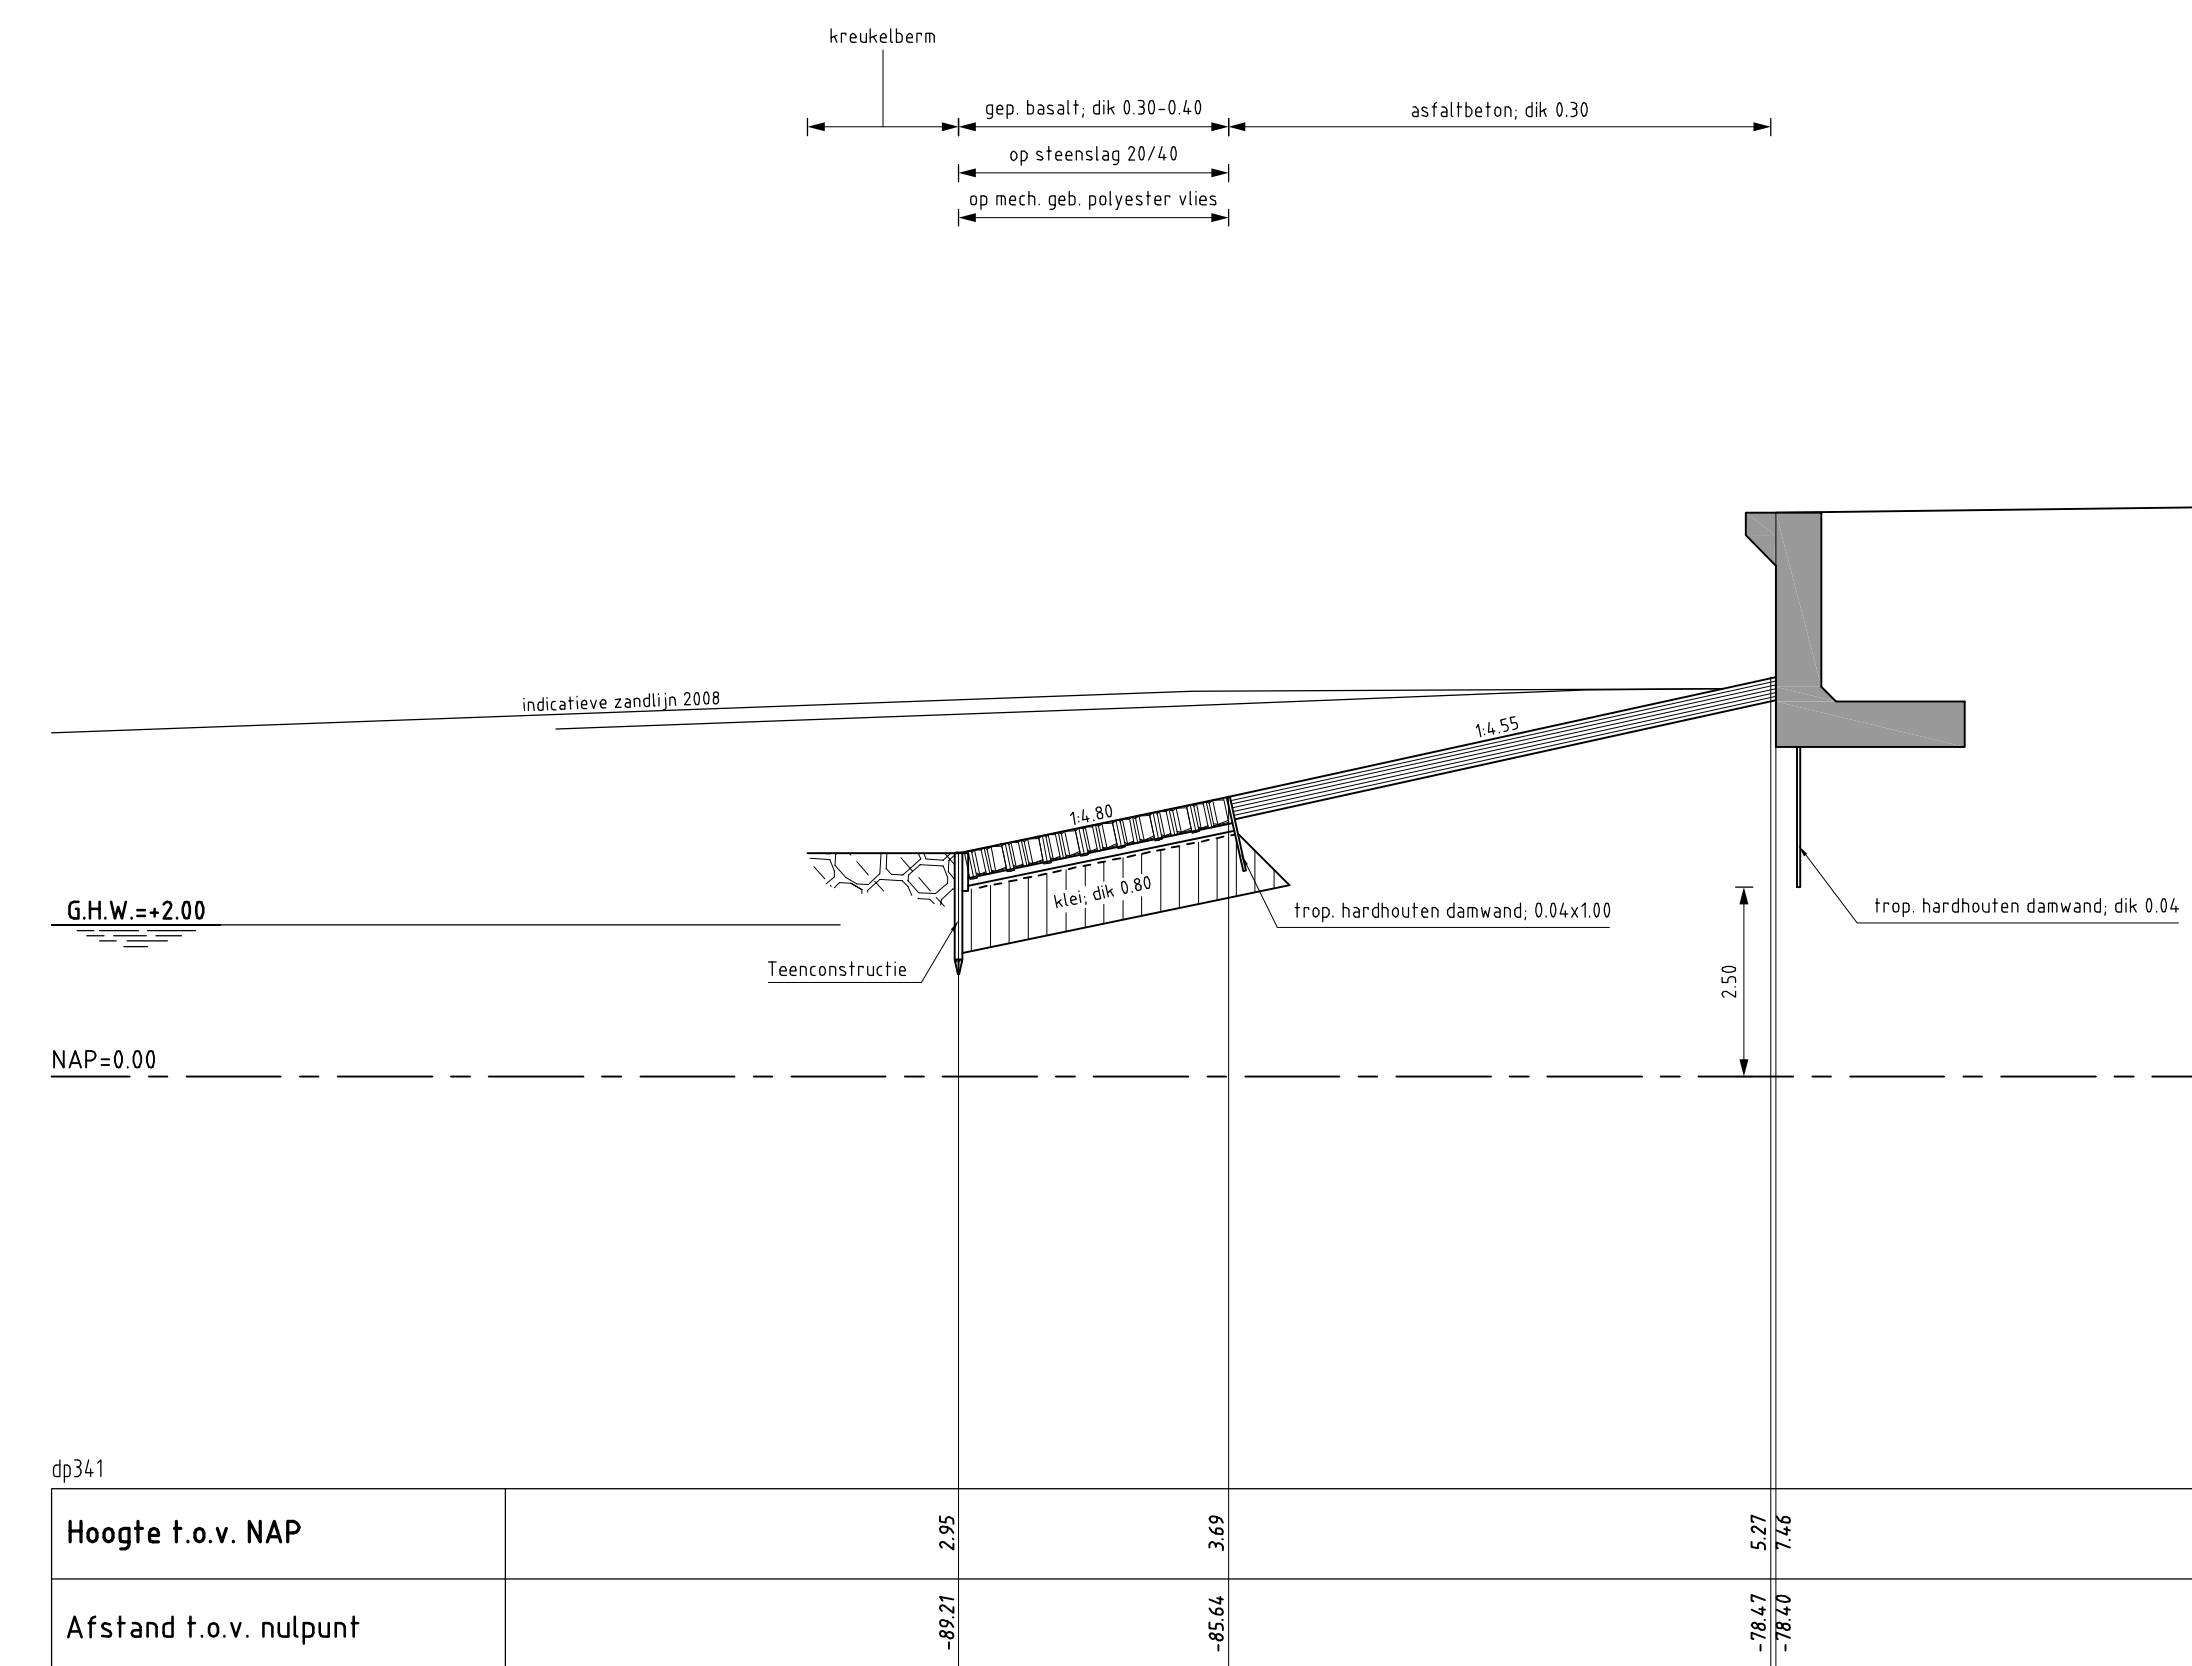 kreukelberm
gep. basalt; dik 0.30-0.40
asfaltbeton; dik 0.30
op steenslag 20/40
op mech. geb. polyester vlies
indicatieve zandlijn 2008
1:4.55
1:4.80
klei; dik 0.80
G.H.W.=+2.00
trop. hardhouten damwand; 0.04x1.00
trop. hardhouten damwand; dik 0.04
Teenconstructie
2.50
NAP=0.00
dp341
Hoogte t.o.v. NAP 2.95 3.69 5.27 7.46
Afstand t.o.v. nulpunt -89.21 -85.64 -78.47 -78.40